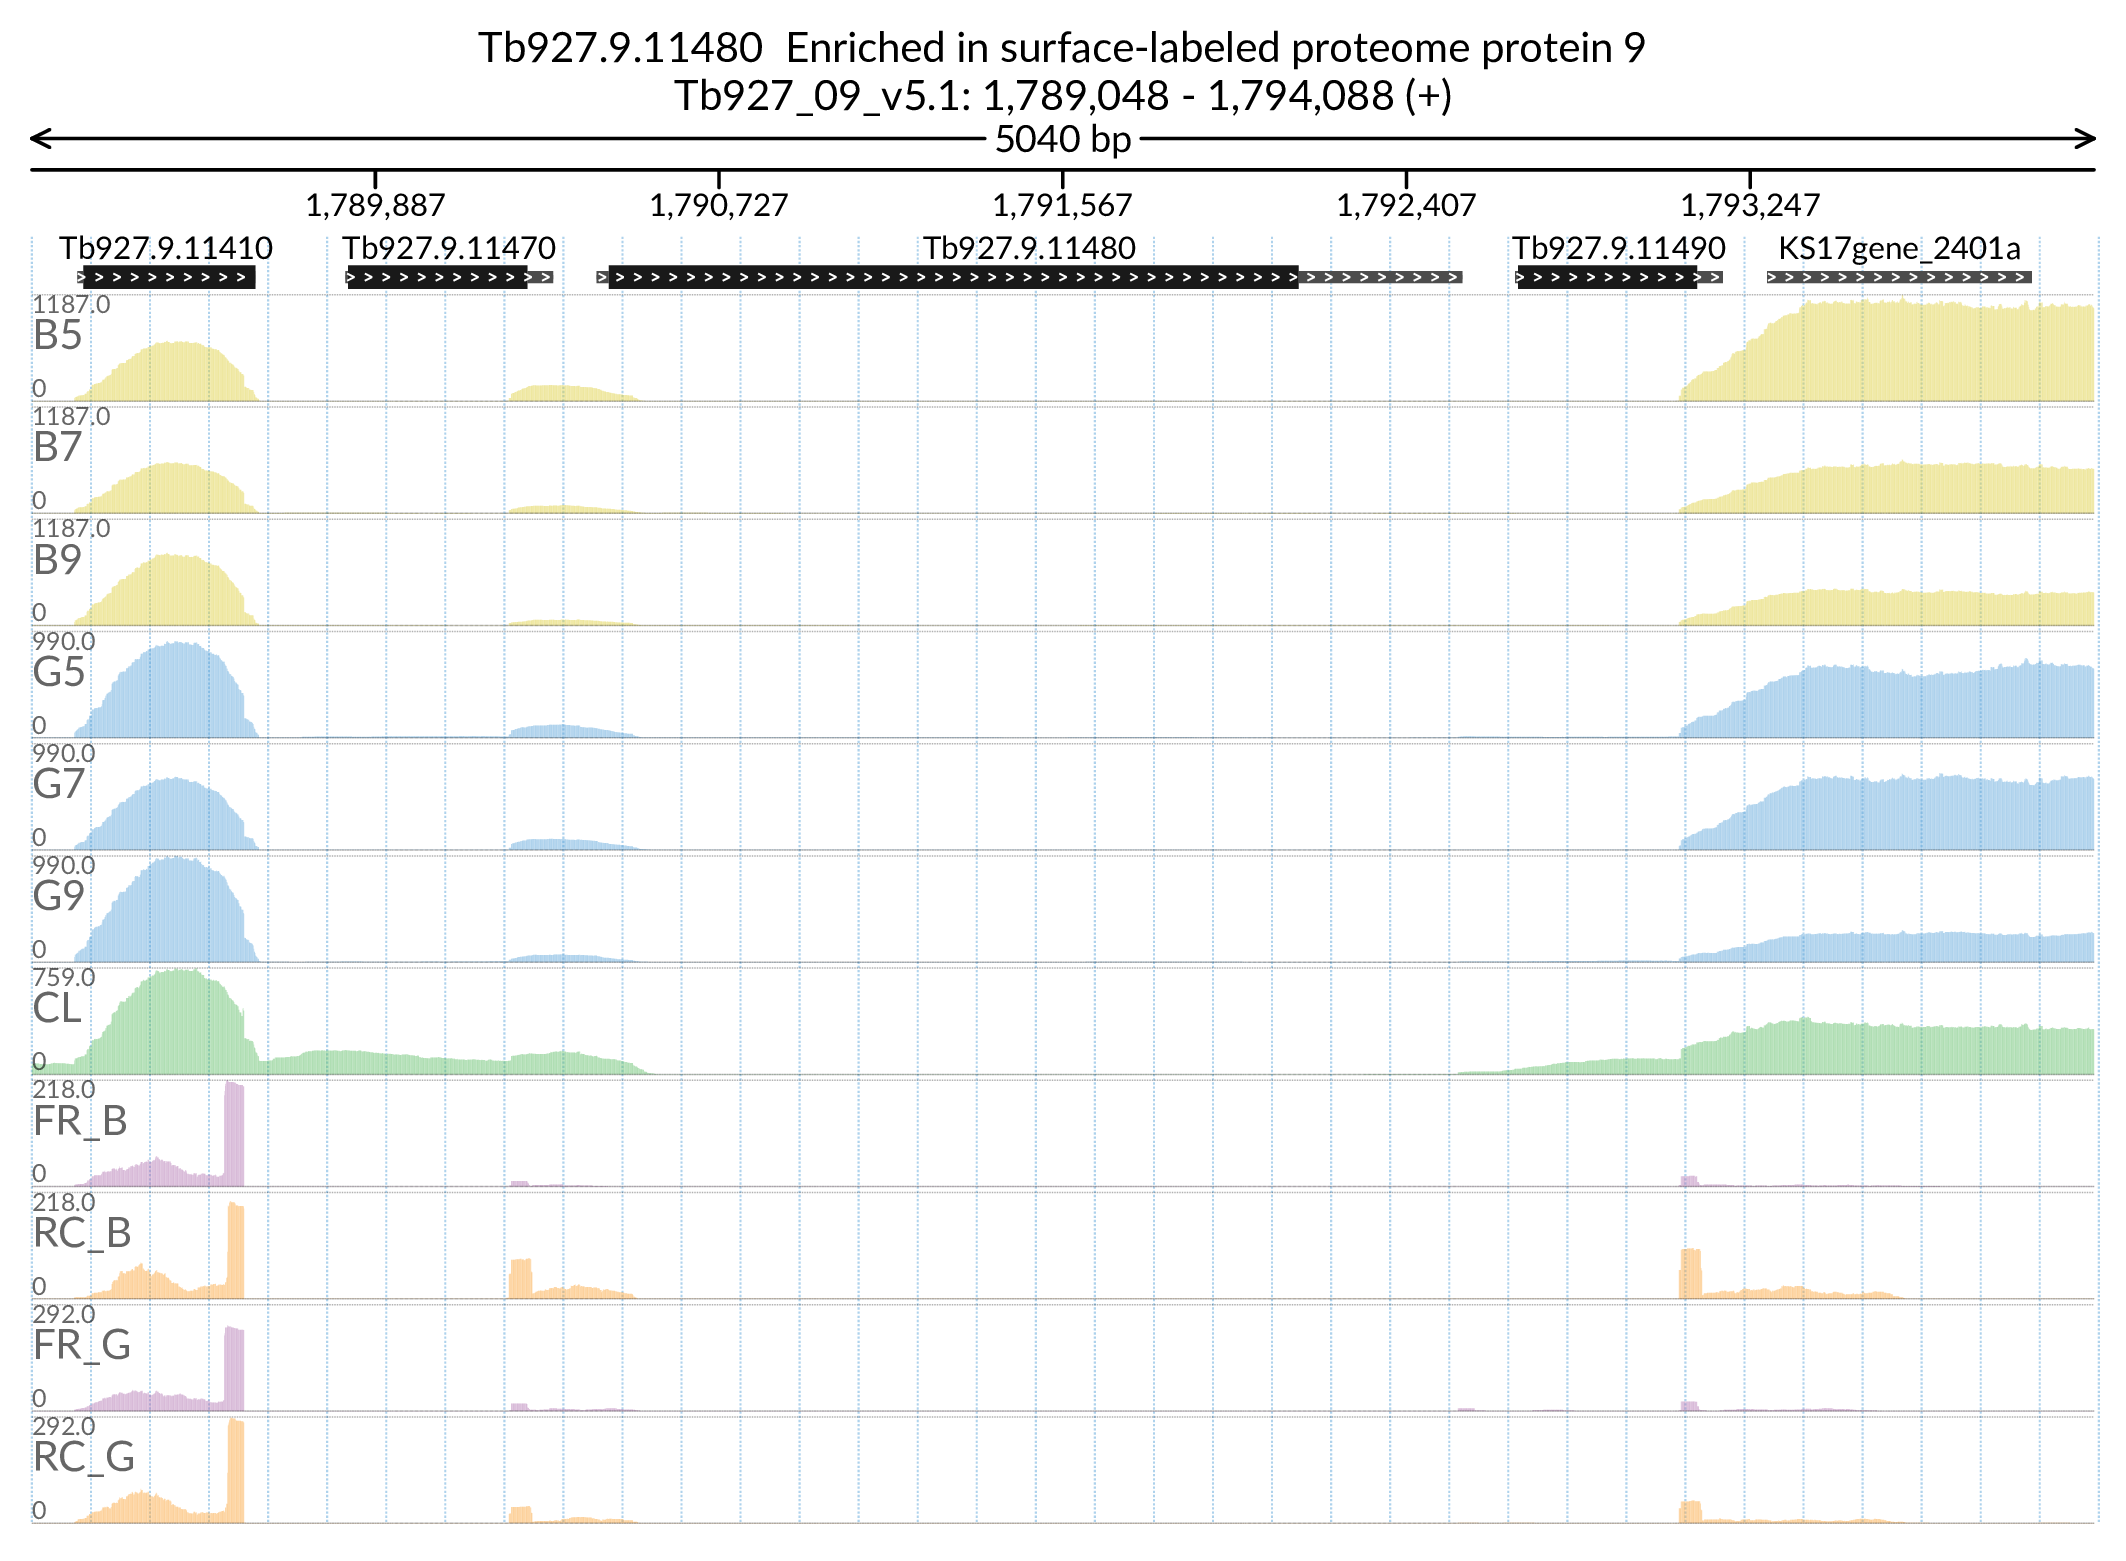 Tb927.9.11480  Enriched in surface-labeled proteome protein 9
Tb927_09_v5.1: 1,789,048 - 1,794,088 (+)
5040 bp
1,789,887 1,790,727 1,791,567 1,792,407 1,793,247
Tb927.9.11410 Tb927.9.11470 Tb927.9.11480 Tb927.9.11490 KS17gene_2401a
1187.0
B5
0
1187.0
B7
0
1187.0
B9
0
990.0
G5
0
990.0
G7
0
990.0
G9
0
759.0
CL
0
218.0
FR_B
0
218.0
RC_B
0
292.0
FR_G
0
292.0
RC_G
0